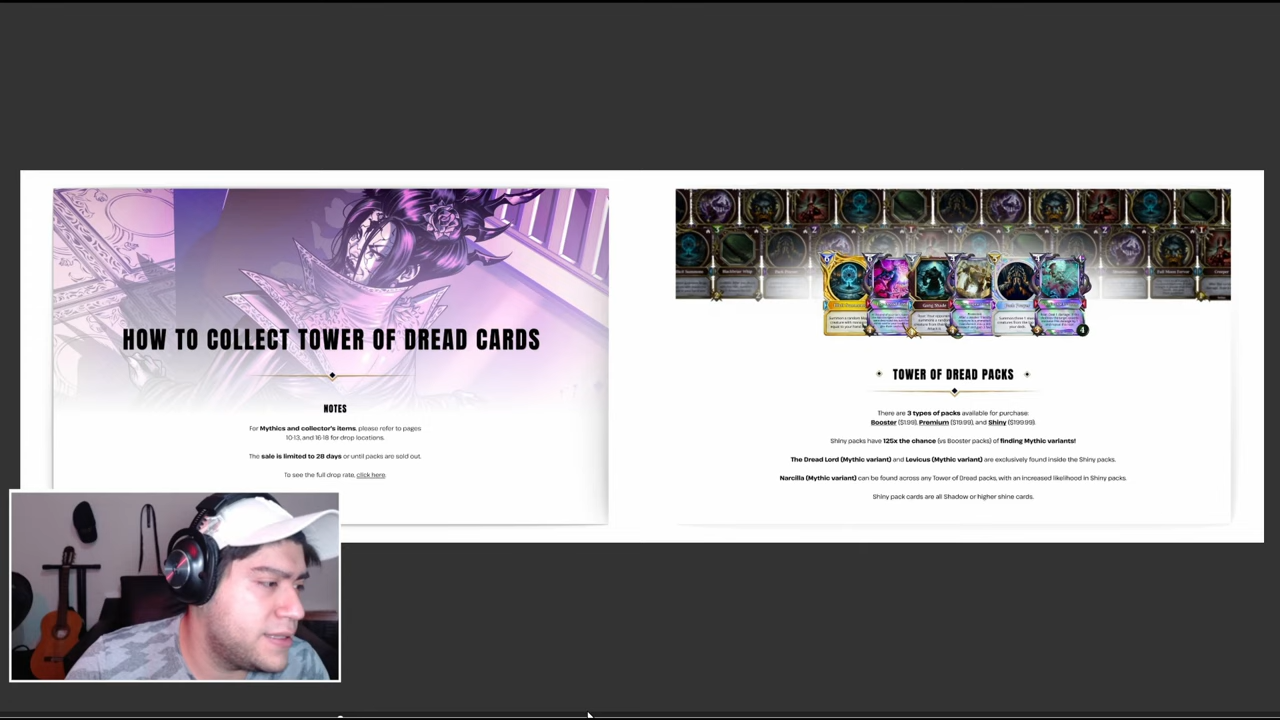 HOW TO COLLECT TOWER OF DREAD CARDS
NOTES
For Mythics and collector's items, please refer to pages
10-13, and 16-18 for drop locations.
The sale is limited to 28 days or until packs are sold out.
To see the full drop rate, click here
TOWER OF DREAD PACKS
There are 3 types of packs available for purchase:
Booster ($1.99), Premium ($19.99), and Shiny ($199.99).
Shiny packs have 125x the chance (vs Booster packs) of finding Mythic variants!
The Dread Lord (Mythic variant) and Levicus (Mythic variant) are exclusively found inside the Shiny packs.
Narcilla (Mythic variant) can be found across any Tower of Dread packs, with an increased likelihood in Shiny packs.
Shiny pack cards are all Shadow or higher shine cards.